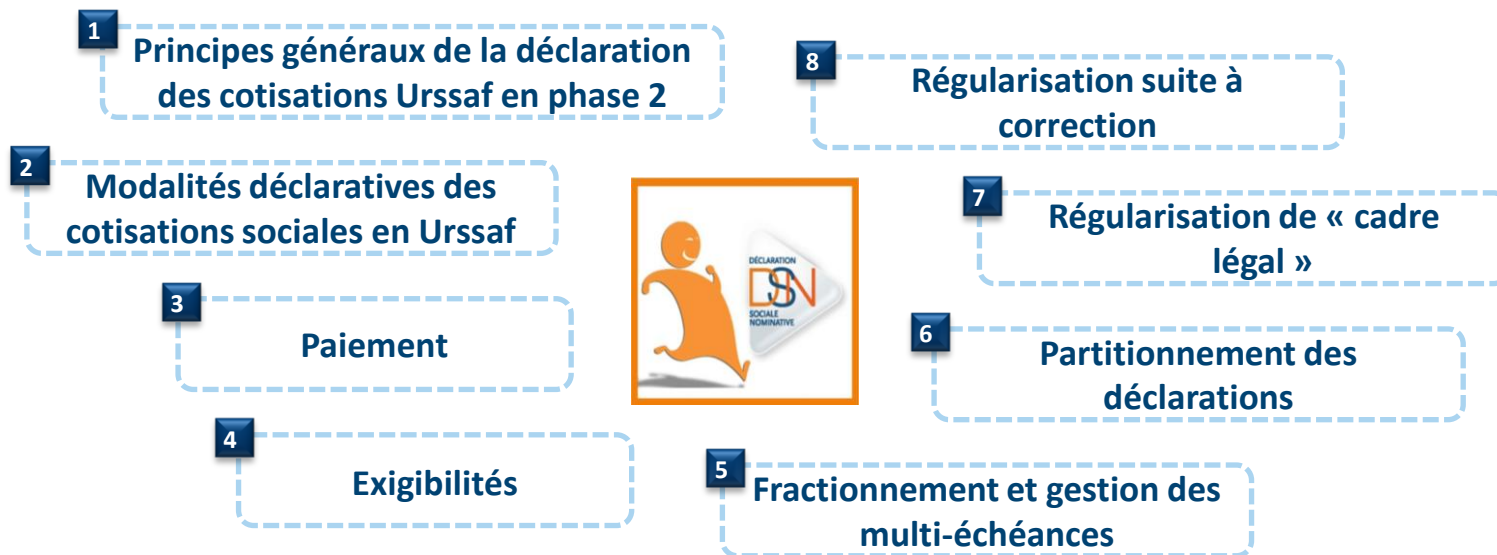 1
Principes généraux de la déclaration
des cotisations Urssaf en phase 2
2
Modalités déclaratives des
cotisations sociales en Urssaf
3
Paiement
4
Exigibilités
5
Fractionnement et gestion des
multi-échéances
6
Partitionnement des
déclarations
7
Régularisation de « cadre
légal »
8
Régularisation suite à
correction
DÉCLARATION
DSN
SOCIALE
NOMINATIVE